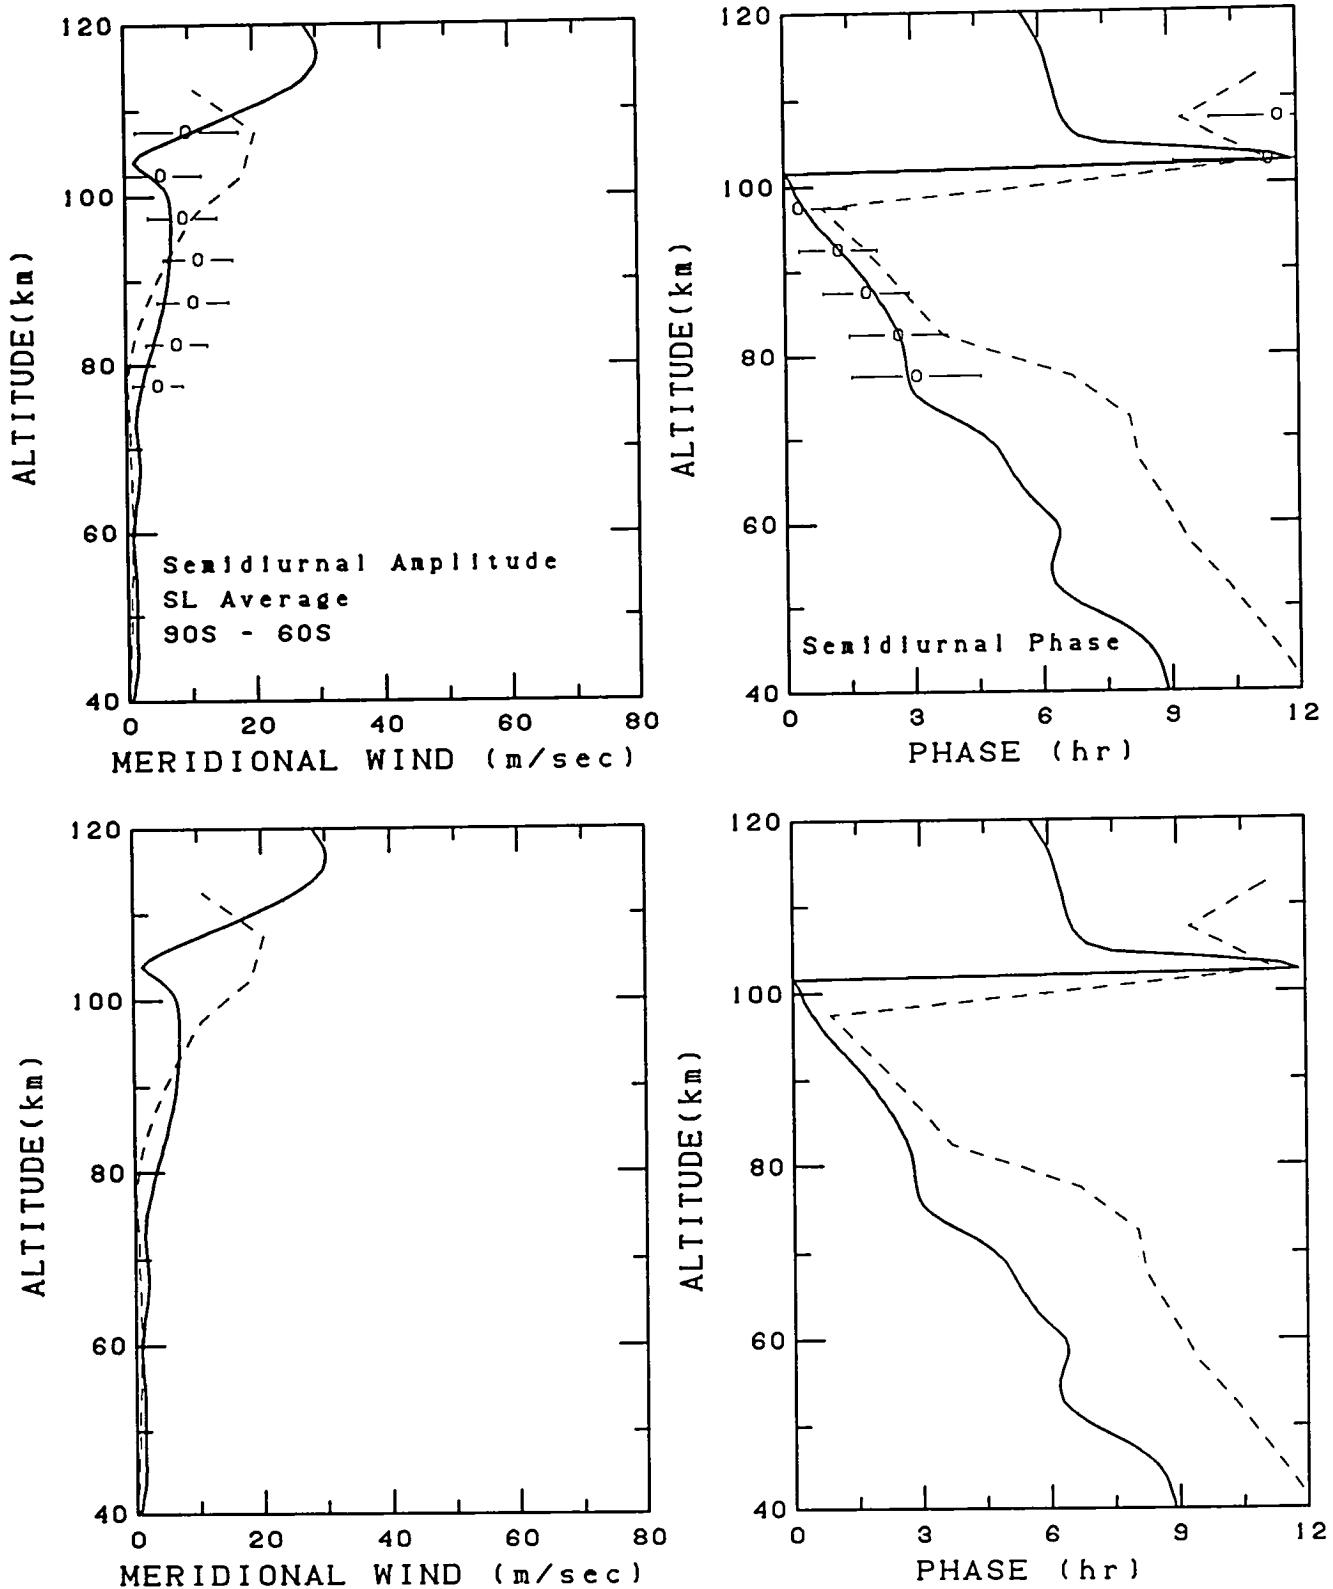 120
100
80
60
40
ALTITUDE(km)
Semidiurnal Amplitude
SL Average
90S - 60S
0 20 40 60 80
MERIDIONAL WIND (m/sec)
120
100
80
60
40
ALTITUDE(km)
Semidiurnal Phase
0 3 6 9 12
PHASE (hr)
120
100
80
60
40
ALTITUDE(km)
0 20 40 60 80
MERIDIONAL WIND (m/sec)
120
100
80
60
40
ALTITUDE(km)
0 3 6 9 12
PHASE (hr)